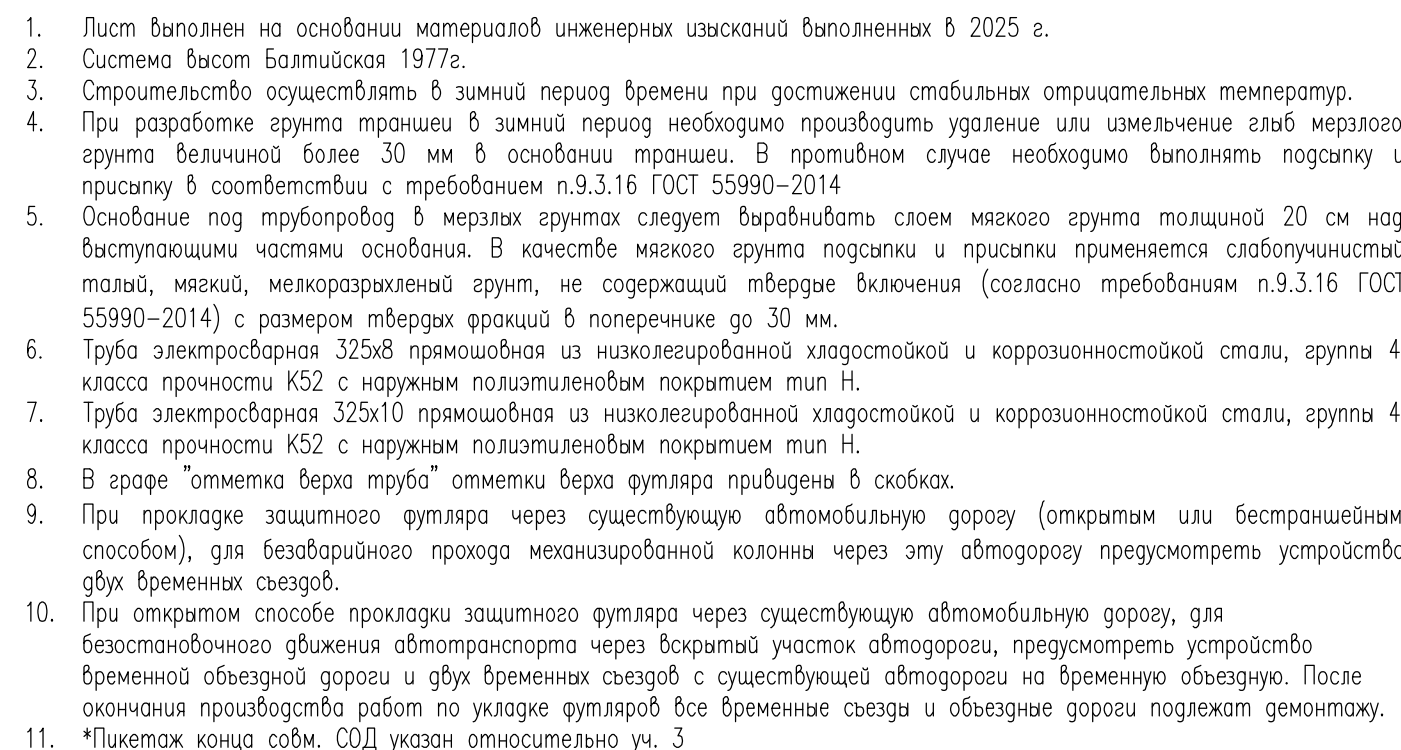 1. Лист выполнен на основании материалов инженерных изысканий выполненных в 2025 г.
2. Система высот Балтийская 1977г.
3. Строительство осуществлять в зимний период времени при достижении стабильных отрицательных температур.
4. При разработке грунта траншеи в зимний период необходимо производить удаление или измельчение глыб мерзлого
грунта величиной более 30 мм в основании траншеи. В противном случае необходимо выполнять подсыпку и
присыпку в соответствии с требованием п.9.3.16 ГОСТ 55990-2014
5. Основание под трубопровод в мерзлых грунтах следует выравнивать слоем мягкого грунта толщиной 20 см над
выступающими частями основания. В качестве мягкого грунта подсыпки и присыпки применяется слабопучинистый
талый, мягкий, мелкоразрыхленый грунт, не содержащий твердые включения (согласно требованиям п.9.3.16 ГОСТ
55990-2014) с размером твердых фракций в поперечнике до 30 мм.
6. Труба электросварная 325х8 прямошовная из низколегированной хладостойкой и коррозионностойкой стали, группы 4
класса прочности К52 с наружным полиэтиленовым покрытием тип Н.
7. Труба электросварная 325х10 прямошовная из низколегированной хладостойкой и коррозионностойкой стали, группы 4
класса прочности К52 с наружным полиэтиленовым покрытием тип Н.
8. В графе "отметка верха труба" отметки верха футляра привидены в скобках.
9. При прокладке защитного футляра через существующую автомобильную дорогу (открытым или бестраншейным
способом), для безаварийного прохода механизированной колонны через эту автодорогу предусмотреть устройство
двух временных съездов.
10. При открытом способе прокладки защитного футляра через существующую автомобильную дорогу, для
безостановочного движения автотранспорта через вскрытый участок автодороги, предусмотреть устройство
временной объездной дороги и двух временных съездов с существующей автодороги на временную объездную. После
окончания производства работ по укладке футляров все временные съезды и объездные дороги подлежат демонтажу.
11. *Пикетаж конца совм. СОД указан относительно уч. 3